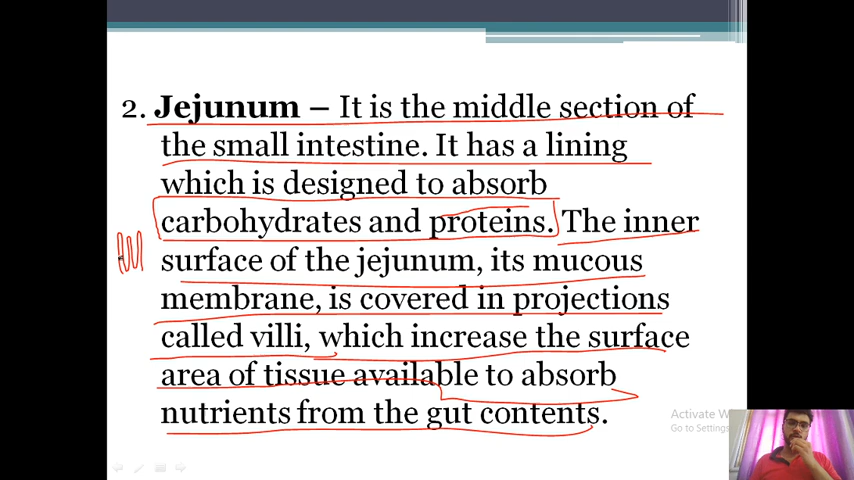 2. Jejunum – It is the middle section of
the small intestine. It has a lining
which is designed to absorb
carbohydrates and proteins. The inner
surface of the jejunum, its mucous
membrane, is covered in projections
called villi, which increase the surface
area of tissue available to absorb
nutrients from the gut contents.
Activate W
Go to Settings